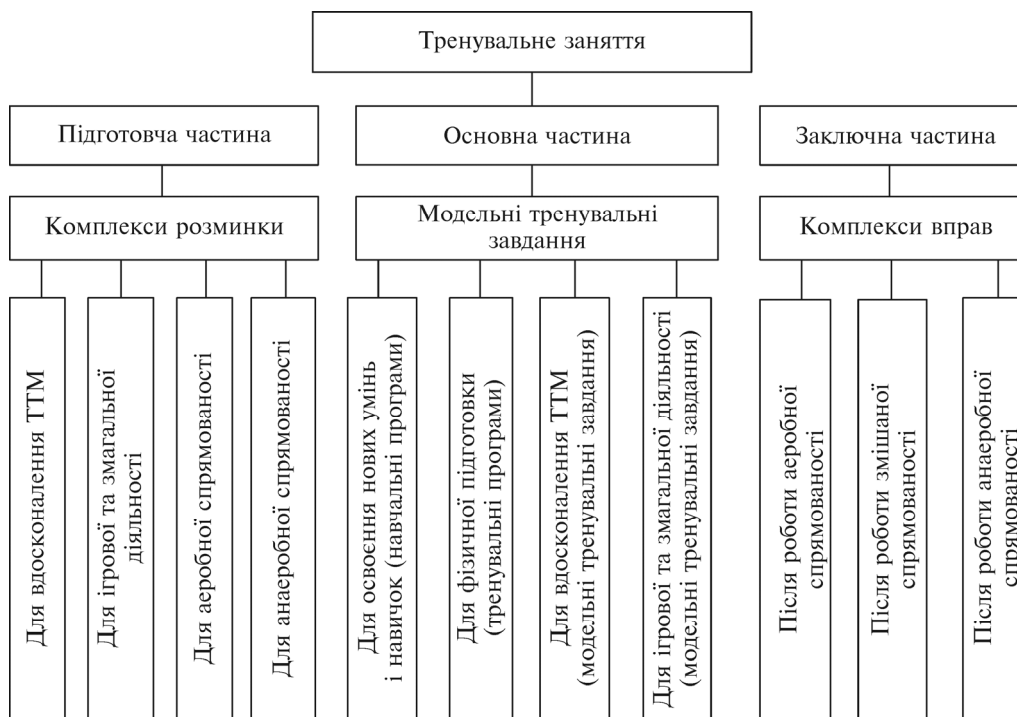 Тренувальне заняття
Підготовча частина
Основна частина
Заключна частина
Комплекси розминки
Модельні тренувальні
завдання
Комплекси вправ
Для вдосконалення ТТМ
Для ігрової та змагальної
діяльності
Для аеробної спрямованості
Для анаеробної спрямованості
Для освоєння нових умінь
і навичок (навчальні програми)
Для фізичної підготовки
(тренувальні програми)
Для вдосконалення ТТМ
(модельні тренувальні завдання)
Для ігрової та змагальної діяльності
(модельні тренувальні завдання)
Після роботи аеробної
спрямованості
Після роботи змішаної
спрямованості
Після роботи анаеробної
спрямованості